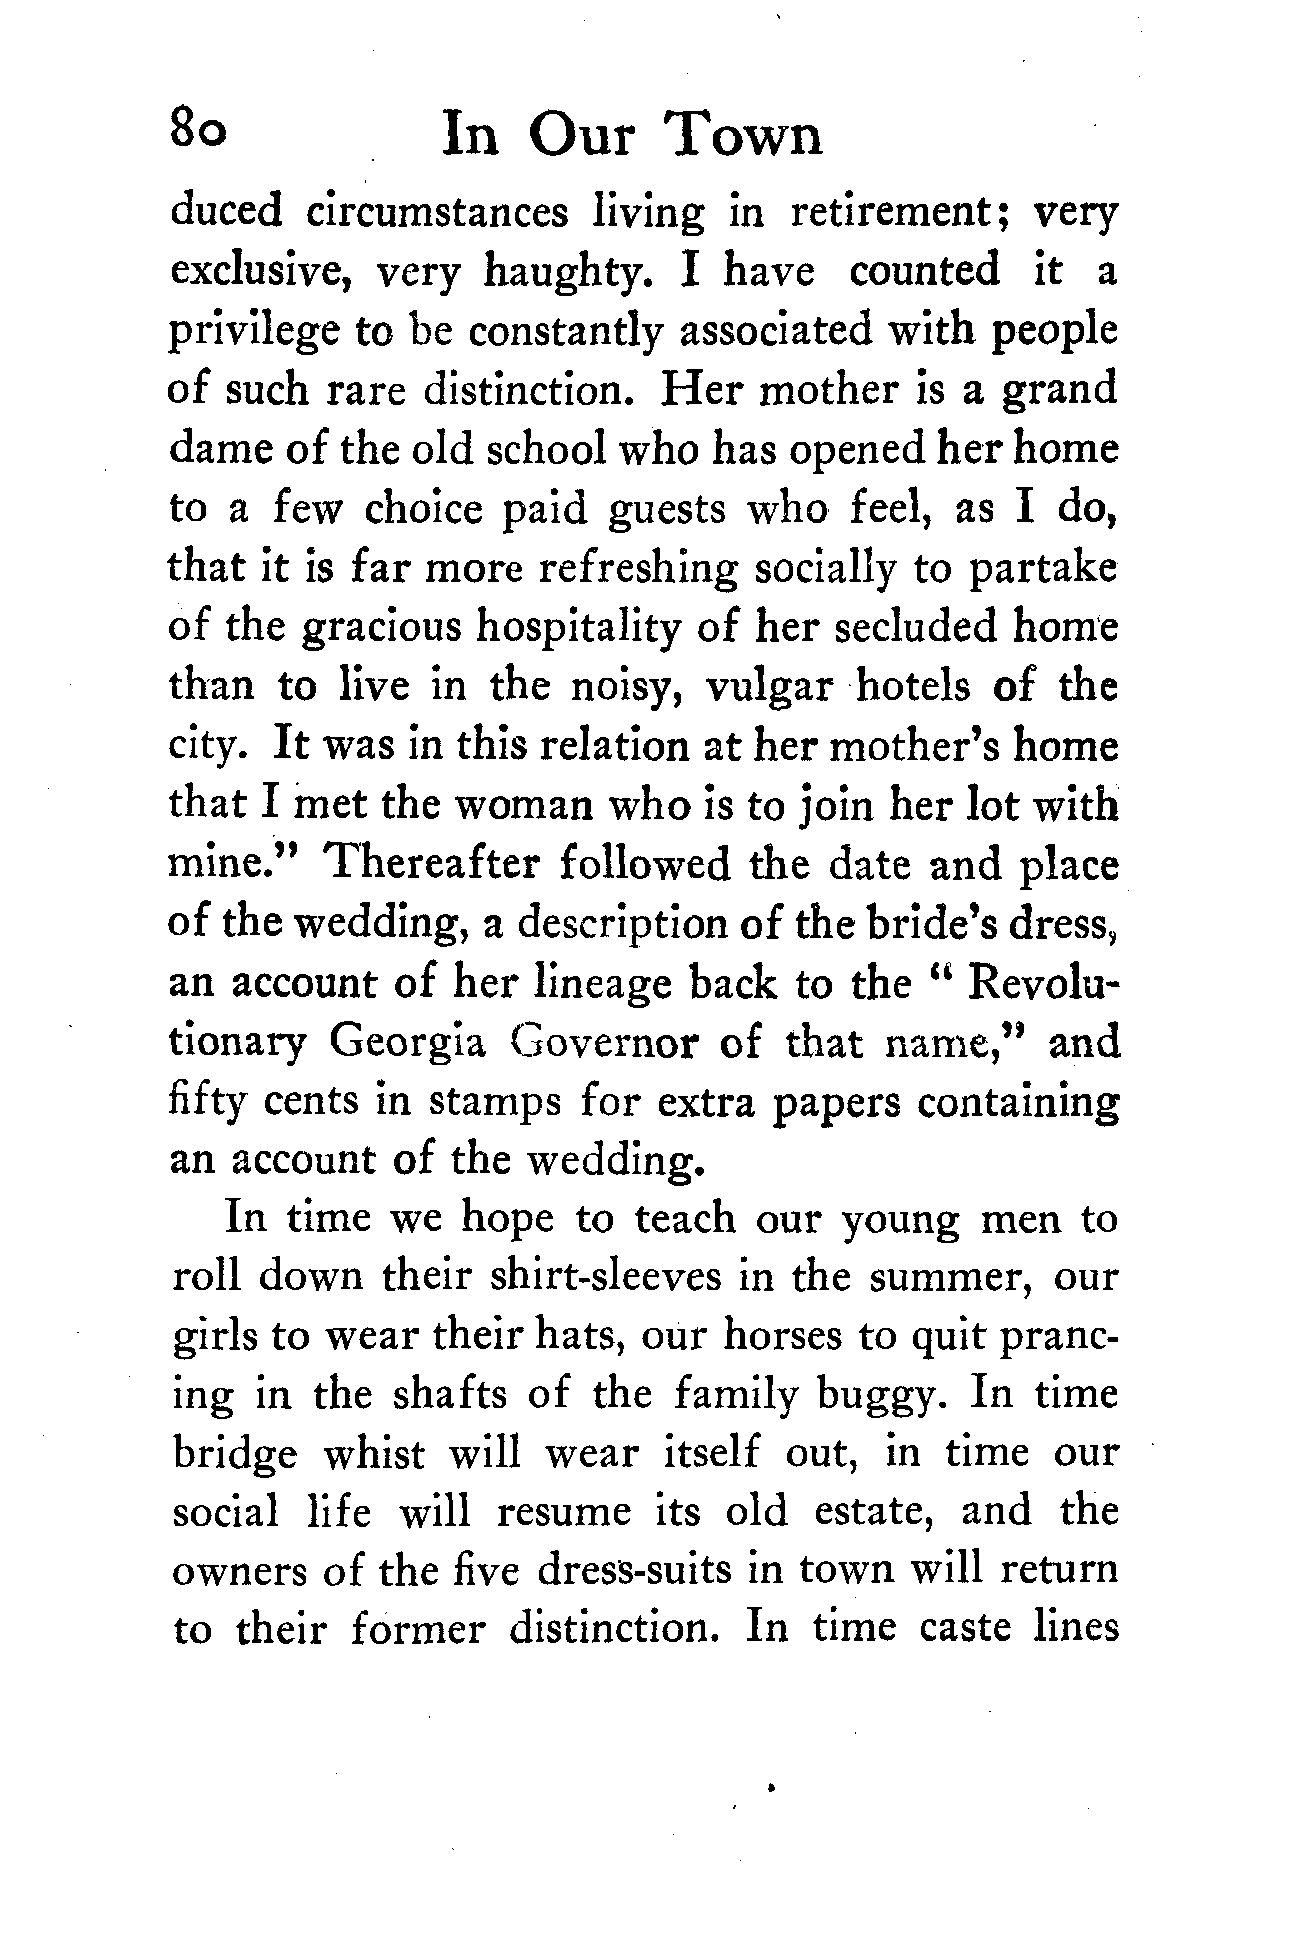 80 In Our Town
duced circumstances living in retirement; very
exclusive, very haughty. I have counted it a
privilege to be constantly associated with people
of such rare distinction. Her mother is a grand
dame of the old school who has opened her home
to a few choice paid guests who feel, as I do,
that it is far more refreshing socially to partake
of the gracious hospitality of her secluded home
than to live in the noisy, vulgar hotels of the
city. It was in this relation at her mother's home
that I met the woman who is to join her lot with
mine." Thereafter followed the date and place
of the wedding, a description of the bride's dress,
an account of her lineage back to the " Revolu-
tionary Georgia Governor of that name," and
fifty cents in stamps for extra papers containing
an account of the wedding.
In time we hope to teach our young men to
roll down their shirt-sleeves in the summer, our
girls to wear their hats, our horses to quit pranc-
ing in the shafts of the family buggy. In time
bridge whist will wear itself out, in time our
social life will resume its old estate, and the
owners of the five dress-suits in town will return
to their former distinction. In time caste lines